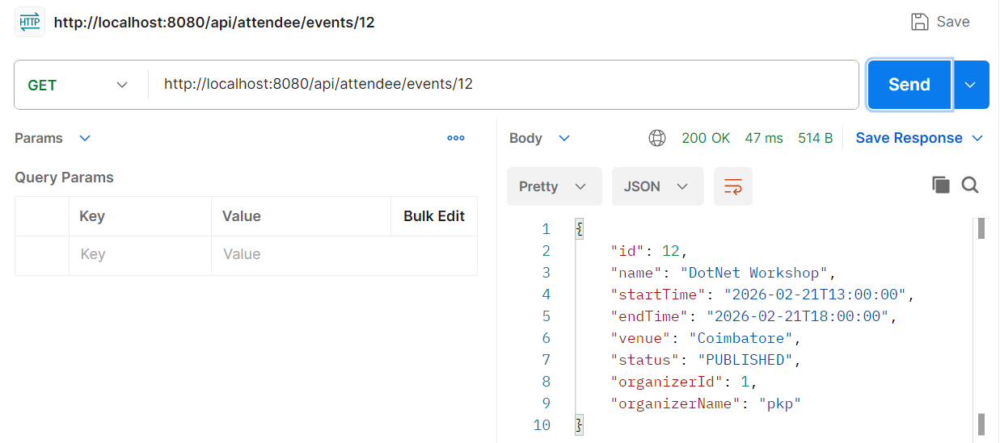 HTTP http://localhost:8080/api/attendee/events/12 Save
GET http://localhost:8080/api/attendee/events/12 Send
Params
Query Params
Key Value Bulk Edit
Key Value
Body 200 OK 47 ms 514 B Save Response
Pretty JSON
1 {
2 "id": 12,
3 "name": "DotNet Workshop",
4 "startTime": "2026-02-21T13:00:00",
5 "endTime": "2026-02-21T18:00:00",
6 "venue": "Coimbatore",
7 "status": "PUBLISHED",
8 "organizerId": 1,
9 "organizerName": "pkp"
10 }